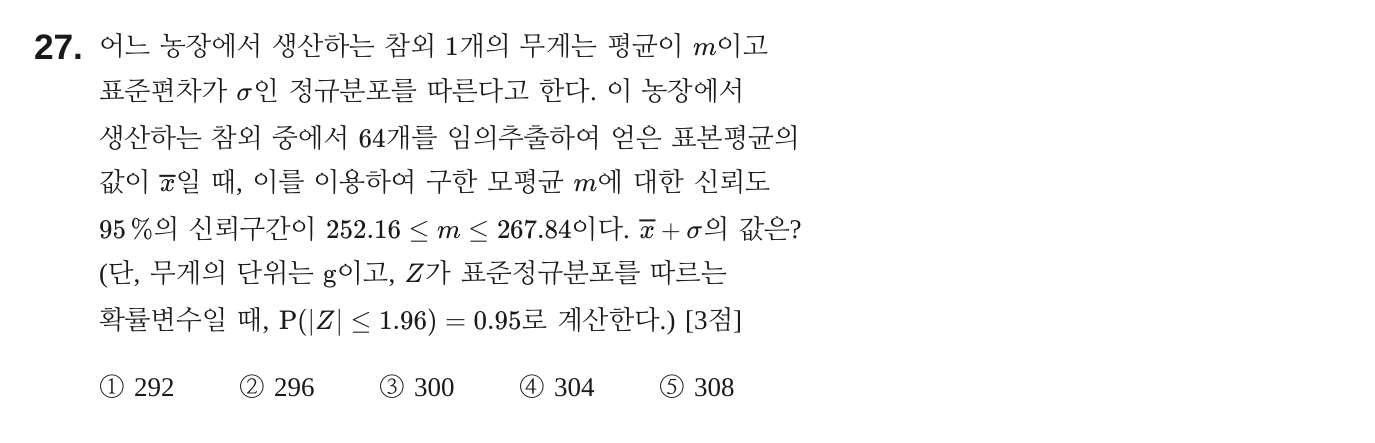 27. 어느 농장에서 생산하는 참외 1개의 무게는 평균이 m이고
표준편차가 σ인 정규분포를 따른다고 한다. 이 농장에서
생산하는 참외 중에서 64개를 임의추출하여 얻은 표본평균의
값이 x̅일 때, 이를 이용하여 구한 모평균 m에 대한 신뢰도
95 %의 신뢰구간이 252.16 ≤ m ≤ 267.84이다. x̅ + σ의 값은?
(단, 무게의 단위는 g이고, Z가 표준정규분포를 따르는
확률변수일 때, P(|Z| ≤ 1.96) = 0.95로 계산한다.) [3점]
① 292 ② 296 ③ 300 ④ 304 ⑤ 308